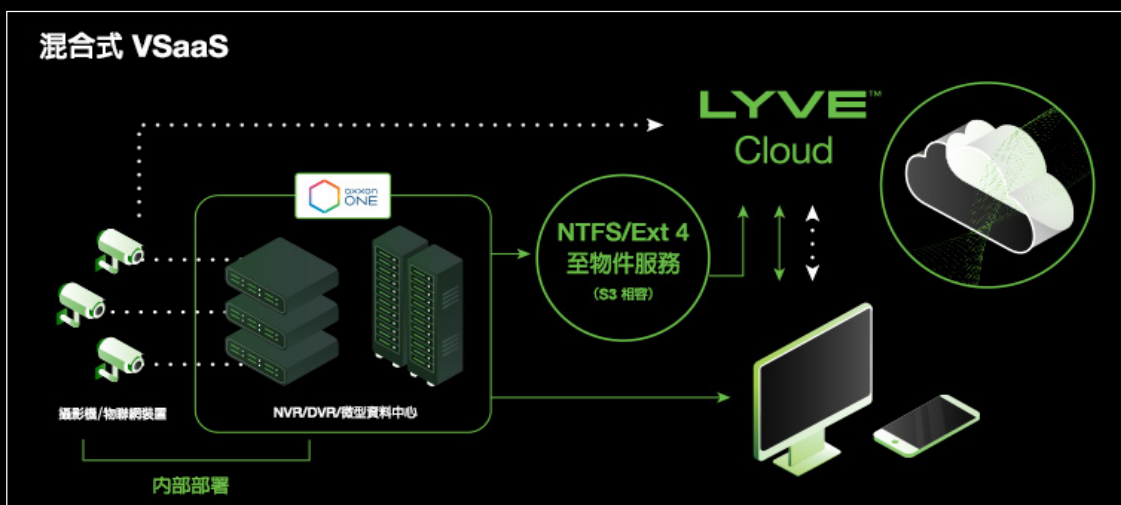 混合式 VSaaS
LYVE™
Cloud
axxon
ONE
NTFS/Ext 4
至物件服務
（S3 相容）
攝影機/物聯網裝置
NVR/DVR/微型資料中心
內部部署